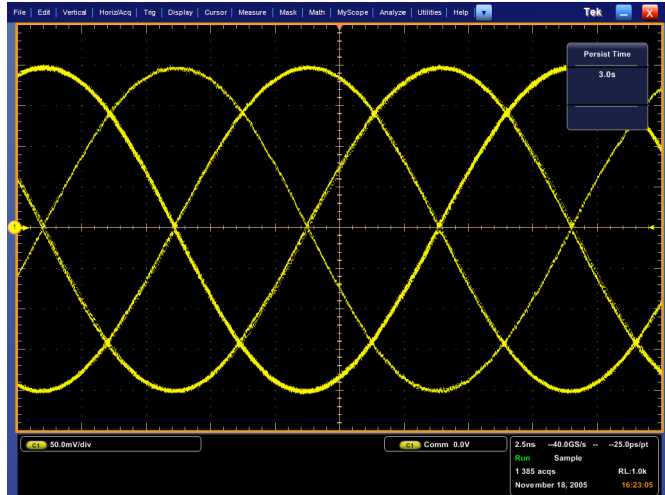 File | Edit | Vertical | Horiz/Acq | Trig | Display | Cursor | Measure | Mask | Math | MyScope | Analyze | Utilities | Help | Tek X
Persist Time
3.0s
1
C1 50.0mV/div
C1 Comm 0.0V
2.5ns --40.0GS/s -- --25.0ps/pt
Run Sample
1 385 acqs RL:1.0k
November 18, 2005 16:23:05